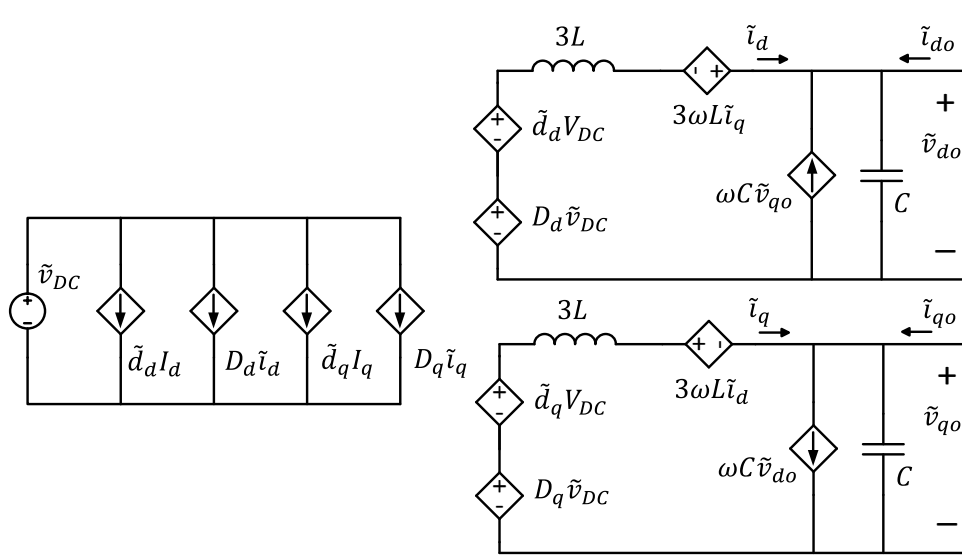 ṽ_DC
+
-
d̃_d I_d
D_d ĩ_d
d̃_q I_q
D_q ĩ_q
3L
ĩ_d
ĩ_do
- +
3ωLĩ_q
+
-
d̃_d V_DC
+
-
D_d ṽ_DC
ωCṽ_qo
C
+
ṽ_do
−
3L
ĩ_q
ĩ_qo
+ -
3ωLĩ_d
+
-
d̃_q V_DC
+
-
D_q ṽ_DC
ωCṽ_do
C
+
ṽ_qo
−